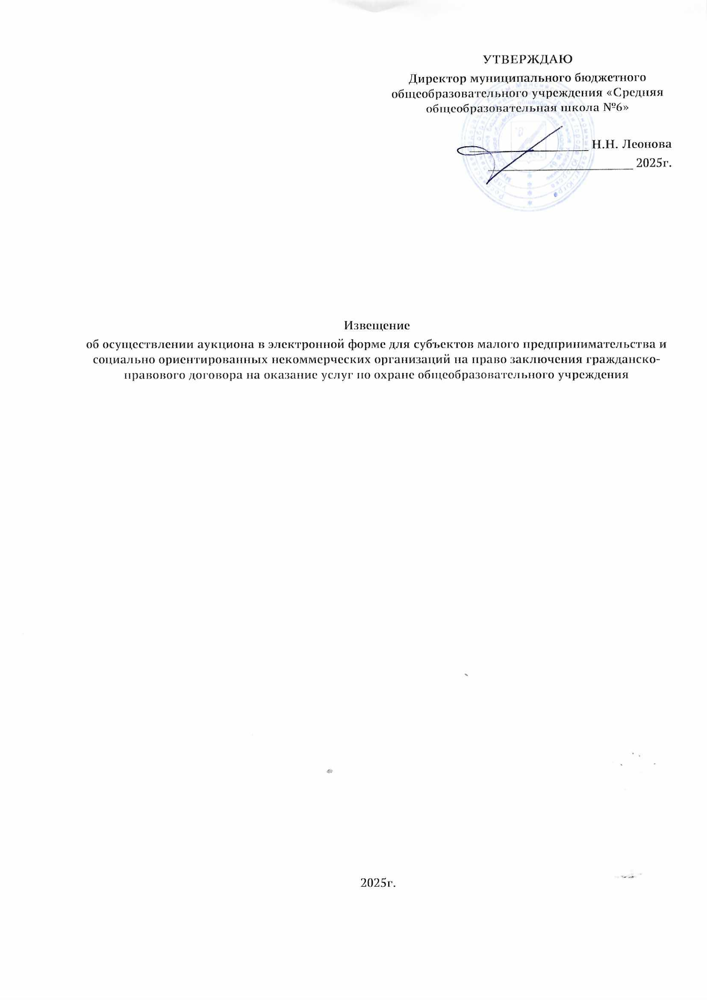 УТВЕРЖДАЮ
Директор муниципального бюджетного
общеобразовательного учреждения «Средняя
общеобразовательная школа №6»
Н.Н. Леонова
2025г.
Извещение
об осуществлении аукциона в электронной форме для субъектов малого предпринимательства и
социально ориентированных некоммерческих организаций на право заключения гражданско-
правового договора на оказание услуг по охране общеобразовательного учреждения
2025г.